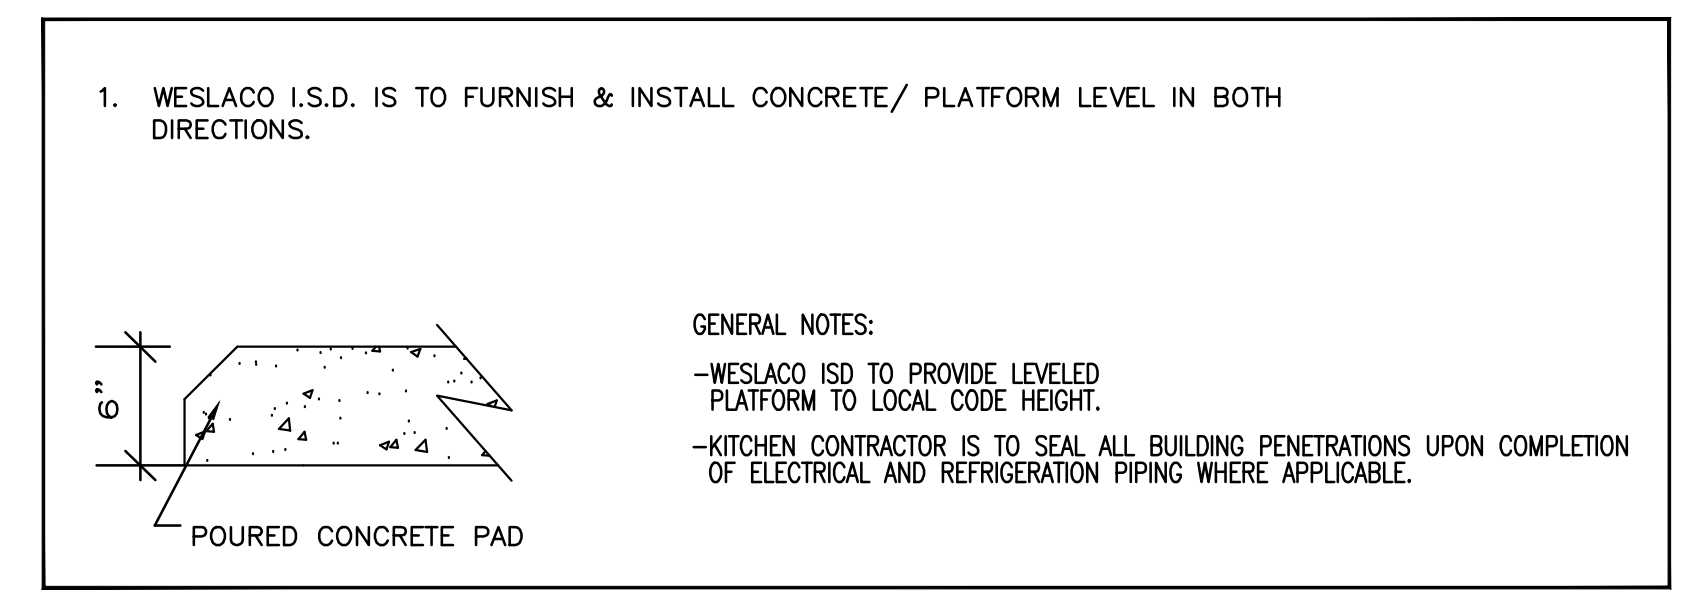 1. WESLACO I.S.D. IS TO FURNISH & INSTALL CONCRETE/ PLATFORM LEVEL IN BOTH
DIRECTIONS.
6"
POURED CONCRETE PAD
GENERAL NOTES:
-WESLACO ISD TO PROVIDE LEVELED
PLATFORM TO LOCAL CODE HEIGHT.
-KITCHEN CONTRACTOR IS TO SEAL ALL BUILDING PENETRATIONS UPON COMPLETION
OF ELECTRICAL AND REFRIGERATION PIPING WHERE APPLICABLE.